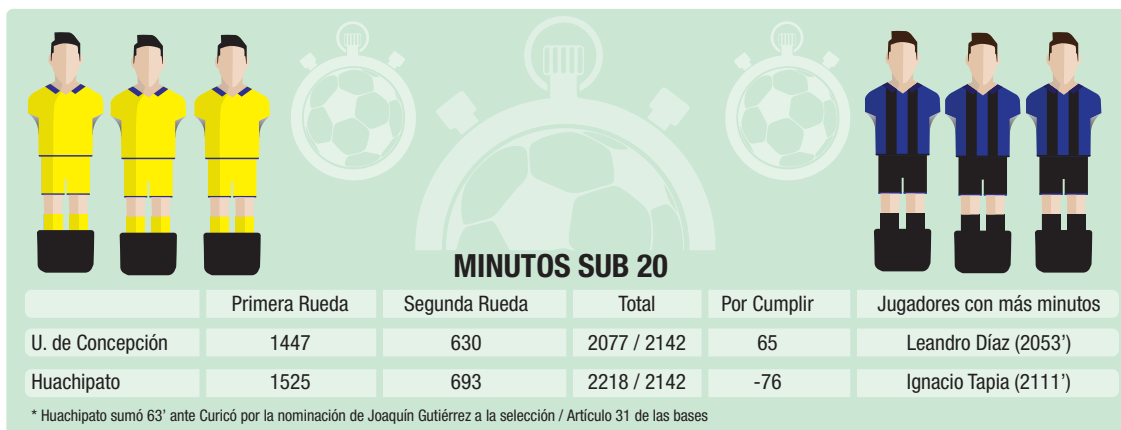 MINUTOS SUB 20
Primera Rueda Segunda Rueda Total Por Cumplir Jugadores con más minutos
U. de Concepción 1447 630 2077 / 2142 65 Leandro Díaz (2053’)
Huachipato 1525 693 2218 / 2142 -76 Ignacio Tapia (2111’)
* Huachipato sumó 63’ ante Curicó por la nominación de Joaquín Gutiérrez a la selección / Artículo 31 de las bases